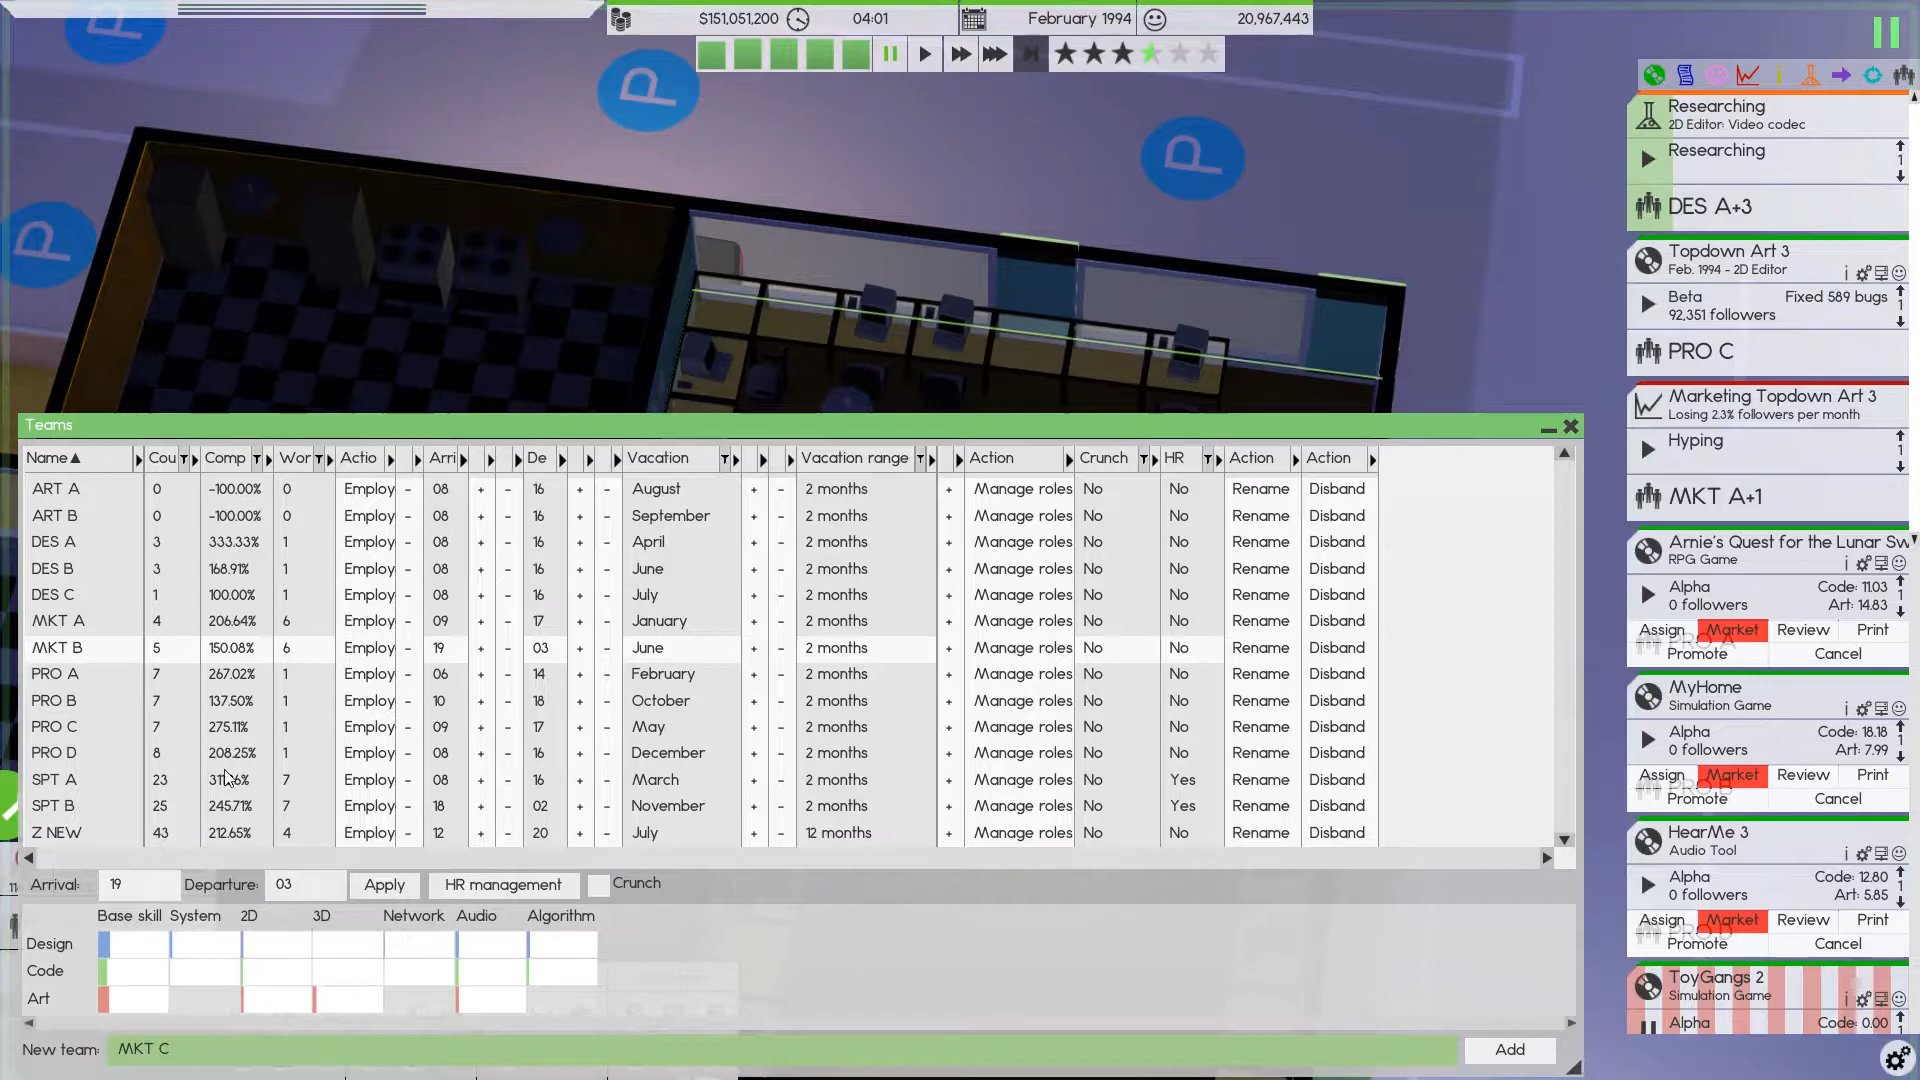 $151,051,200
04:01
February 1994
20,967,443
Researching
2D Editor: Video codec
Researching
1
DES A+3
Topdown Art 3
Feb. 1994 - 2D Editor
Beta
Fixed 589 bugs
92,351 followers
1
PRO C
Marketing Topdown Art 3
Losing 2.3% followers per month
Hyping
1
MKT A+1
Arnie's Quest for the Lunar Sw
RPG Game
Alpha
Code: 11.03
0 followers
Art: 14.83
1
Assign Market Review Print
PRO A
Promote Cancel
MyHome
Simulation Game
Alpha
Code: 18.18
0 followers
Art: 7.99
1
Assign Market Review Print
PRO B
Promote Cancel
HearMe 3
Audio Tool
Alpha
Code: 12.80
0 followers
Art: 5.85
1
Assign Market Review Print
PRO D
Promote Cancel
ToyGangs 2
Simulation Game
Alpha
Code: 0.00
P
P
P
P
Teams
Name▲ Cou Comp Wor Actio Arri De Vacation Vacation range Action Crunch HR Action Action
ART A 0 -100.00% 0 Employ - 08 + - 16 + - August + - 2 months + Manage roles No No Rename Disband
ART B 0 -100.00% 0 Employ - 08 + - 16 + - September + - 2 months + Manage roles No No Rename Disband
DES A 3 333.33% 1 Employ - 08 + - 16 + - April + - 2 months + Manage roles No No Rename Disband
DES B 3 168.91% 1 Employ - 08 + - 16 + - June + - 2 months + Manage roles No No Rename Disband
DES C 1 100.00% 1 Employ - 08 + - 16 + - July + - 2 months + Manage roles No No Rename Disband
MKT A 4 206.64% 6 Employ - 09 + - 17 + - January + - 2 months + Manage roles No No Rename Disband
MKT B 5 150.08% 6 Employ - 19 + - 03 + - June + - 2 months + Manage roles No No Rename Disband
PRO A 7 267.02% 1 Employ - 06 + - 14 + - February + - 2 months + Manage roles No No Rename Disband
PRO B 7 137.50% 1 Employ - 10 + - 18 + - October + - 2 months + Manage roles No No Rename Disband
PRO C 7 275.11% 1 Employ - 09 + - 17 + - May + - 2 months + Manage roles No No Rename Disband
PRO D 8 208.25% 1 Employ - 08 + - 16 + - December + - 2 months + Manage roles No No Rename Disband
SPT A 23 7 Employ - 08 + - 16 + - March + - 2 months + Manage roles No Yes Rename Disband
SPT B 25 245.71% 7 Employ - 18 + - 02 + - November + - 2 months + Manage roles No Yes Rename Disband
Z NEW 43 212.65% 4 Employ - 12 + - 20 + - July + - 12 months + Manage roles No No Rename Disband
Arrival: 19 Departure: 03 Apply HR management Crunch
Base skill System 2D 3D Network Audio Algorithm
Design
Code
Art
New team: MKT C Add